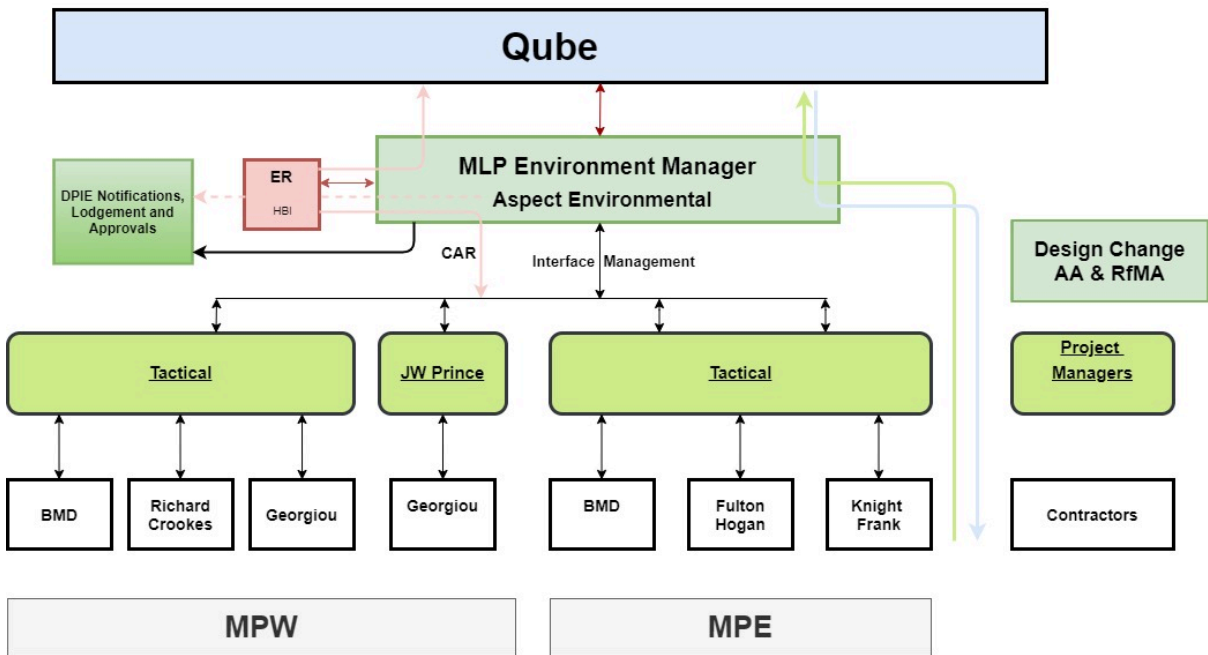 Qube
MLP Environment Manager
Aspect Environmental
ER
HBI
DPIE Notifications,
Lodgement and
Approvals
CAR
Interface Management
Design Change
AA & RfMA
Tactical
JW Prince
Tactical
Project
Managers
BMD
Richard
Crookes
Georgiou
Georgiou
BMD
Fulton
Hogan
Knight
Frank
Contractors
MPW
MPE